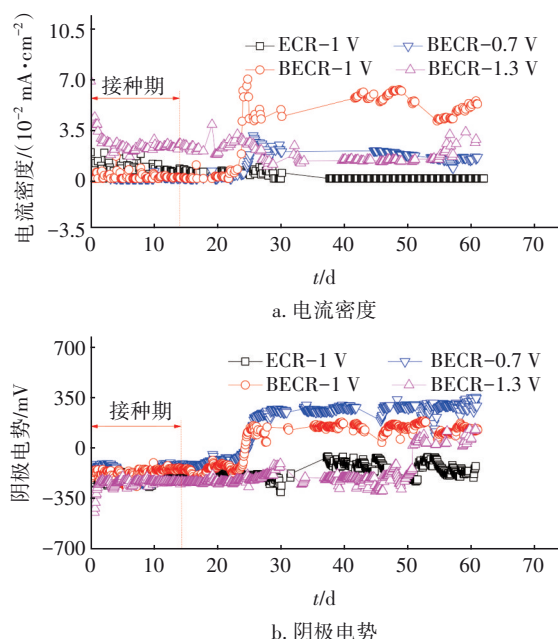 10.5
ECR-1 V
BECR-0.7 V
BECR-1 V
BECR-1.3 V
7.0
接种期
3.5
0
-3.5
电流密度/(10⁻² mA·cm⁻²)
0 10 20 30 40 50 60 70
t/d
a. 电流密度
700
ECR-1 V
BECR-0.7 V
BECR-1 V
BECR-1.3 V
350
接种期
0
-350
-700
阴极电势/mV
0 10 20 30 40 50 60 70
t/d
b. 阴极电势